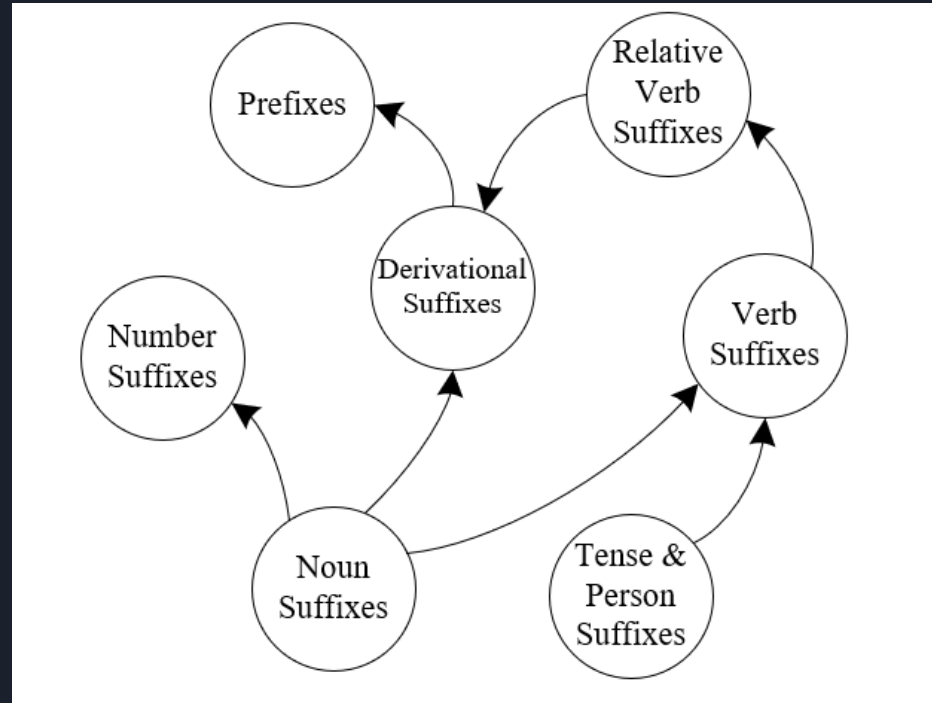 Prefixes
Relative
Verb
Suffixes
Derivational
Suffixes
Number
Suffixes
Verb
Suffixes
Noun
Suffixes
Tense &
Person
Suffixes